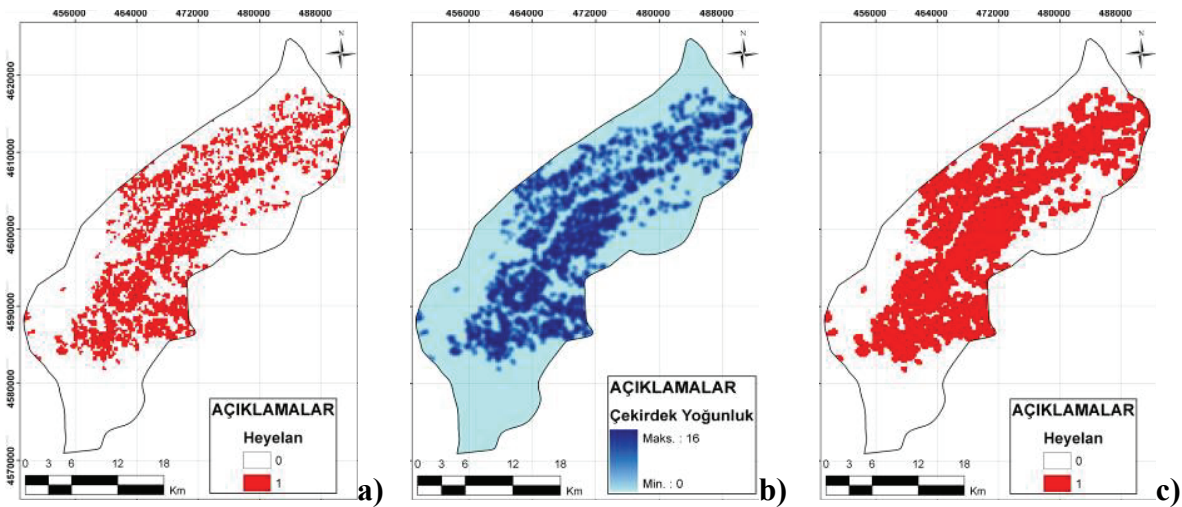 456000 464000 472000 480000 488000
456000 464000 472000 480000 488000
456000 464000 472000 480000 488000
N
N
N
4620000
4610000
4600000
4590000
4580000
4570000
AÇIKLAMALAR
Heyelan
0
1
0 3 6 12 18
Km
a)
AÇIKLAMALAR
Çekirdek Yoğunluk
Maks. : 16
Min. : 0
0 3 6 12 18
Km
b)
AÇIKLAMALAR
Heyelan
0
1
0 3 6 12 18
Km
c)